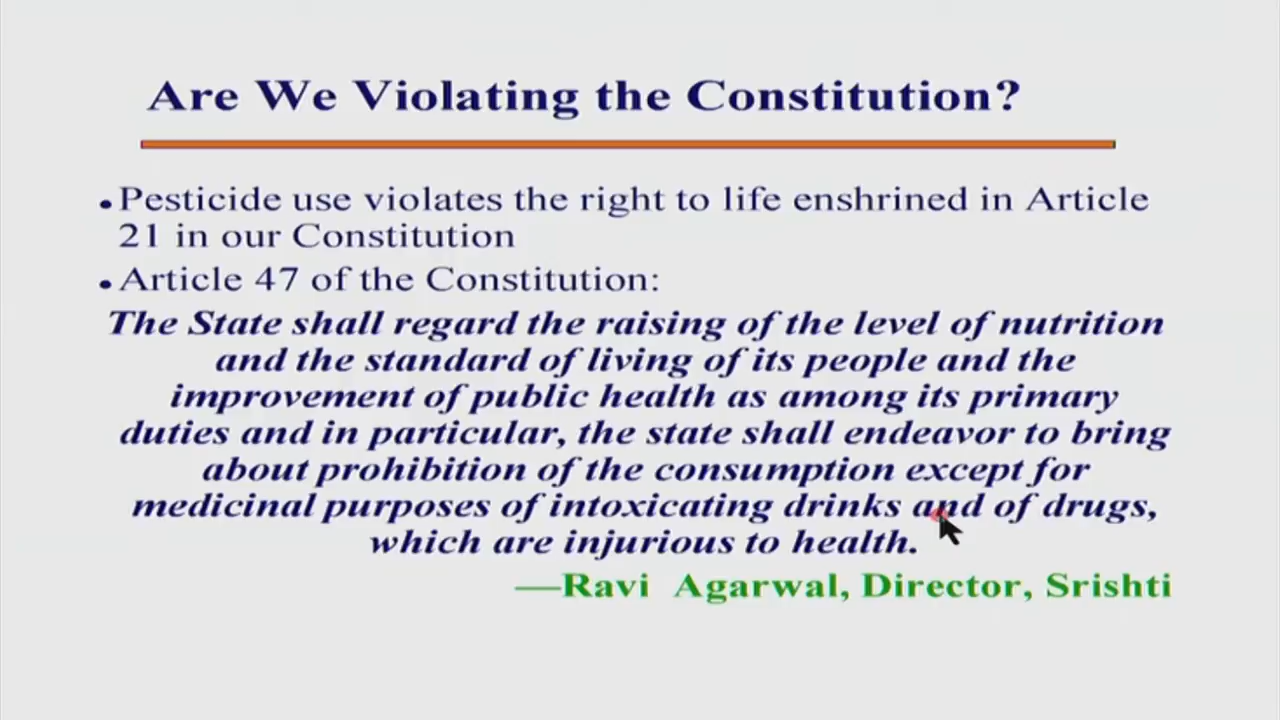 Are We Violating the Constitution?
• Pesticide use violates the right to life enshrined in Article
21 in our Constitution
• Article 47 of the Constitution:
The State shall regard the raising of the level of nutrition
and the standard of living of its people and the
improvement of public health as among its primary
duties and in particular, the state shall endeavor to bring
about prohibition of the consumption except for
medicinal purposes of intoxicating drinks and of drugs,
which are injurious to health.
—Ravi Agarwal, Director, Srishti